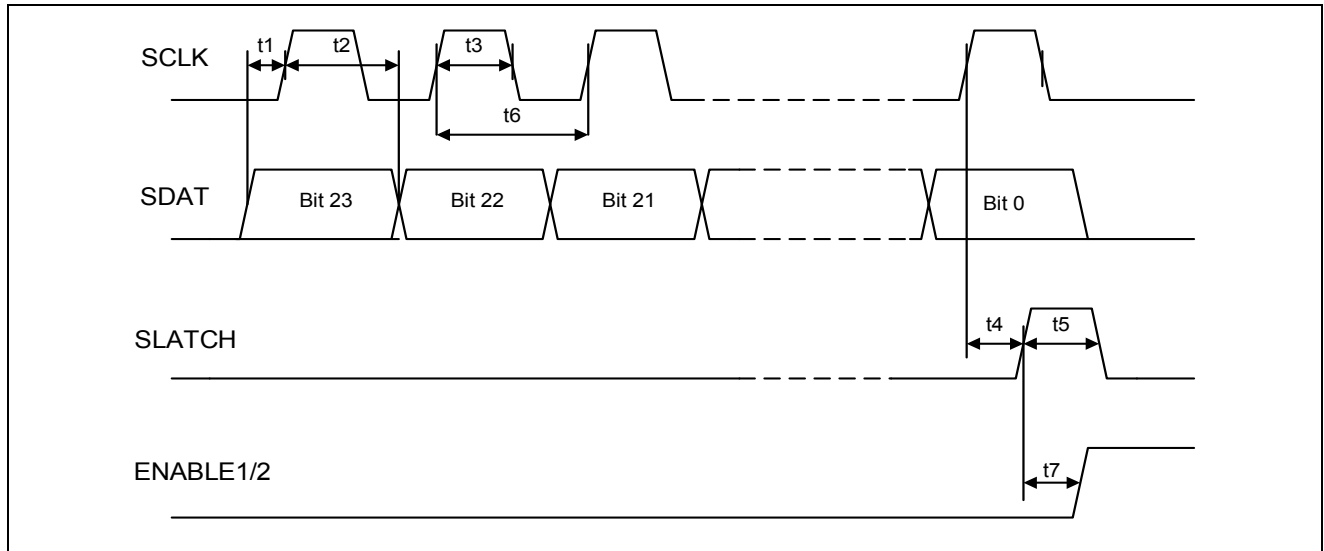 SCLK
t1
t2
t3
t6
SDAT
Bit 23
Bit 22
Bit 21
Bit 0
SLATCH
t4
t5
ENABLE1/2
t7